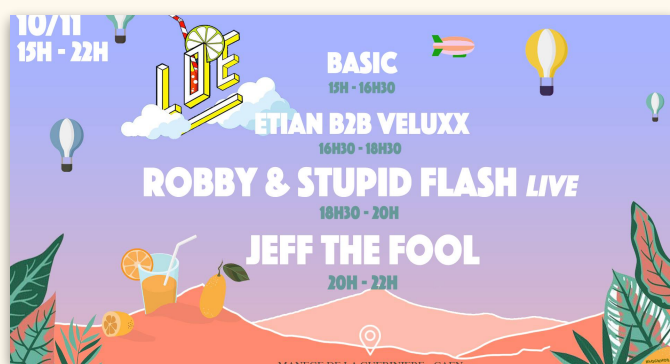 10/11
15H - 22H
LDE
BASIC
15H - 16H30
ETIAN B2B VELUXX
16H30 - 18H30
ROBBY & STUPID FLASH LIVE
18H30 - 20H
JEFF THE FOOL
20H - 22H